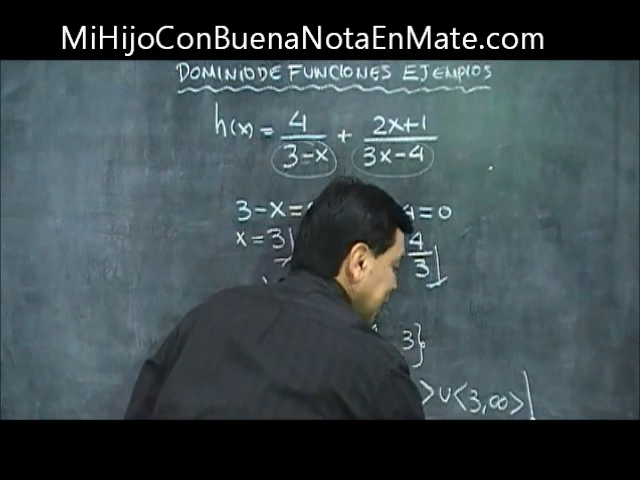 MiHijoConBuenaNotaEnMate.com
DOMINIO DE FUNCIONES EJEMPLOS
h(x) = 4/(3-x) + (2x+1)/(3x-4)
3-x= =0
x=3 4/3
3}
>U<3,∞>